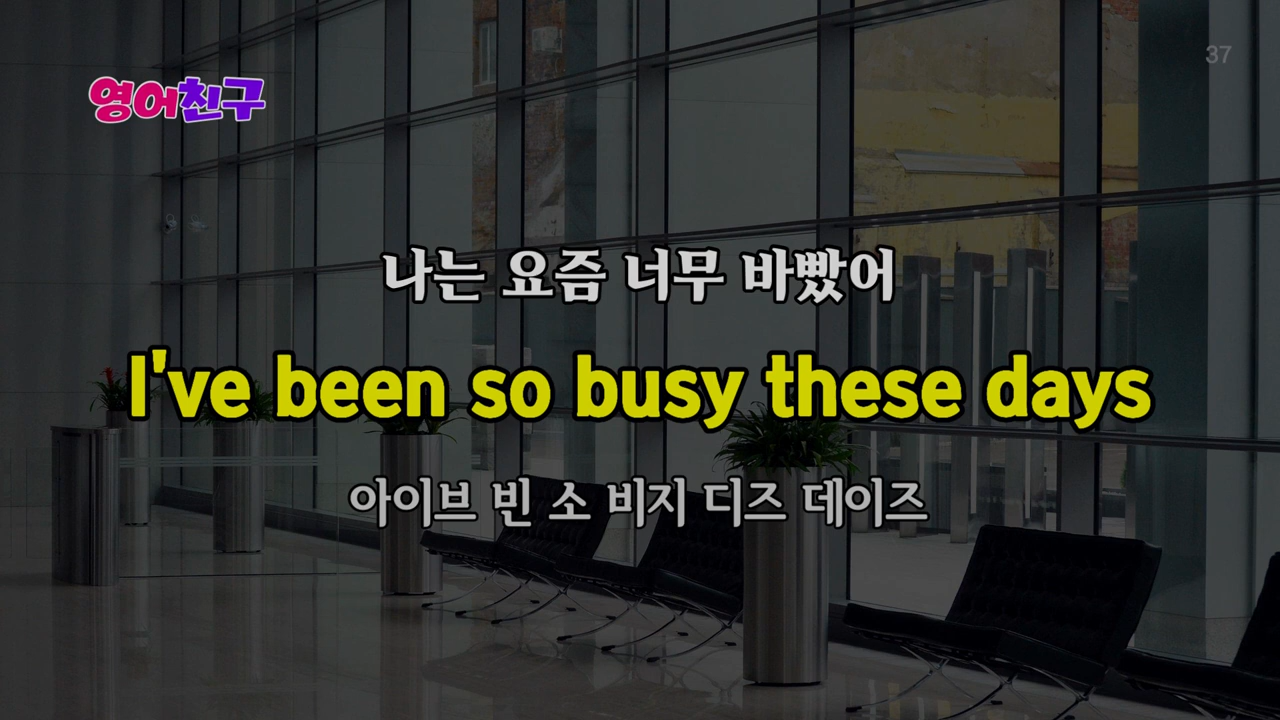 영어친구
37
나는 요즘 너무 바빴어
I've been so busy these days
아이브 빈 소 비지 디즈 데이즈